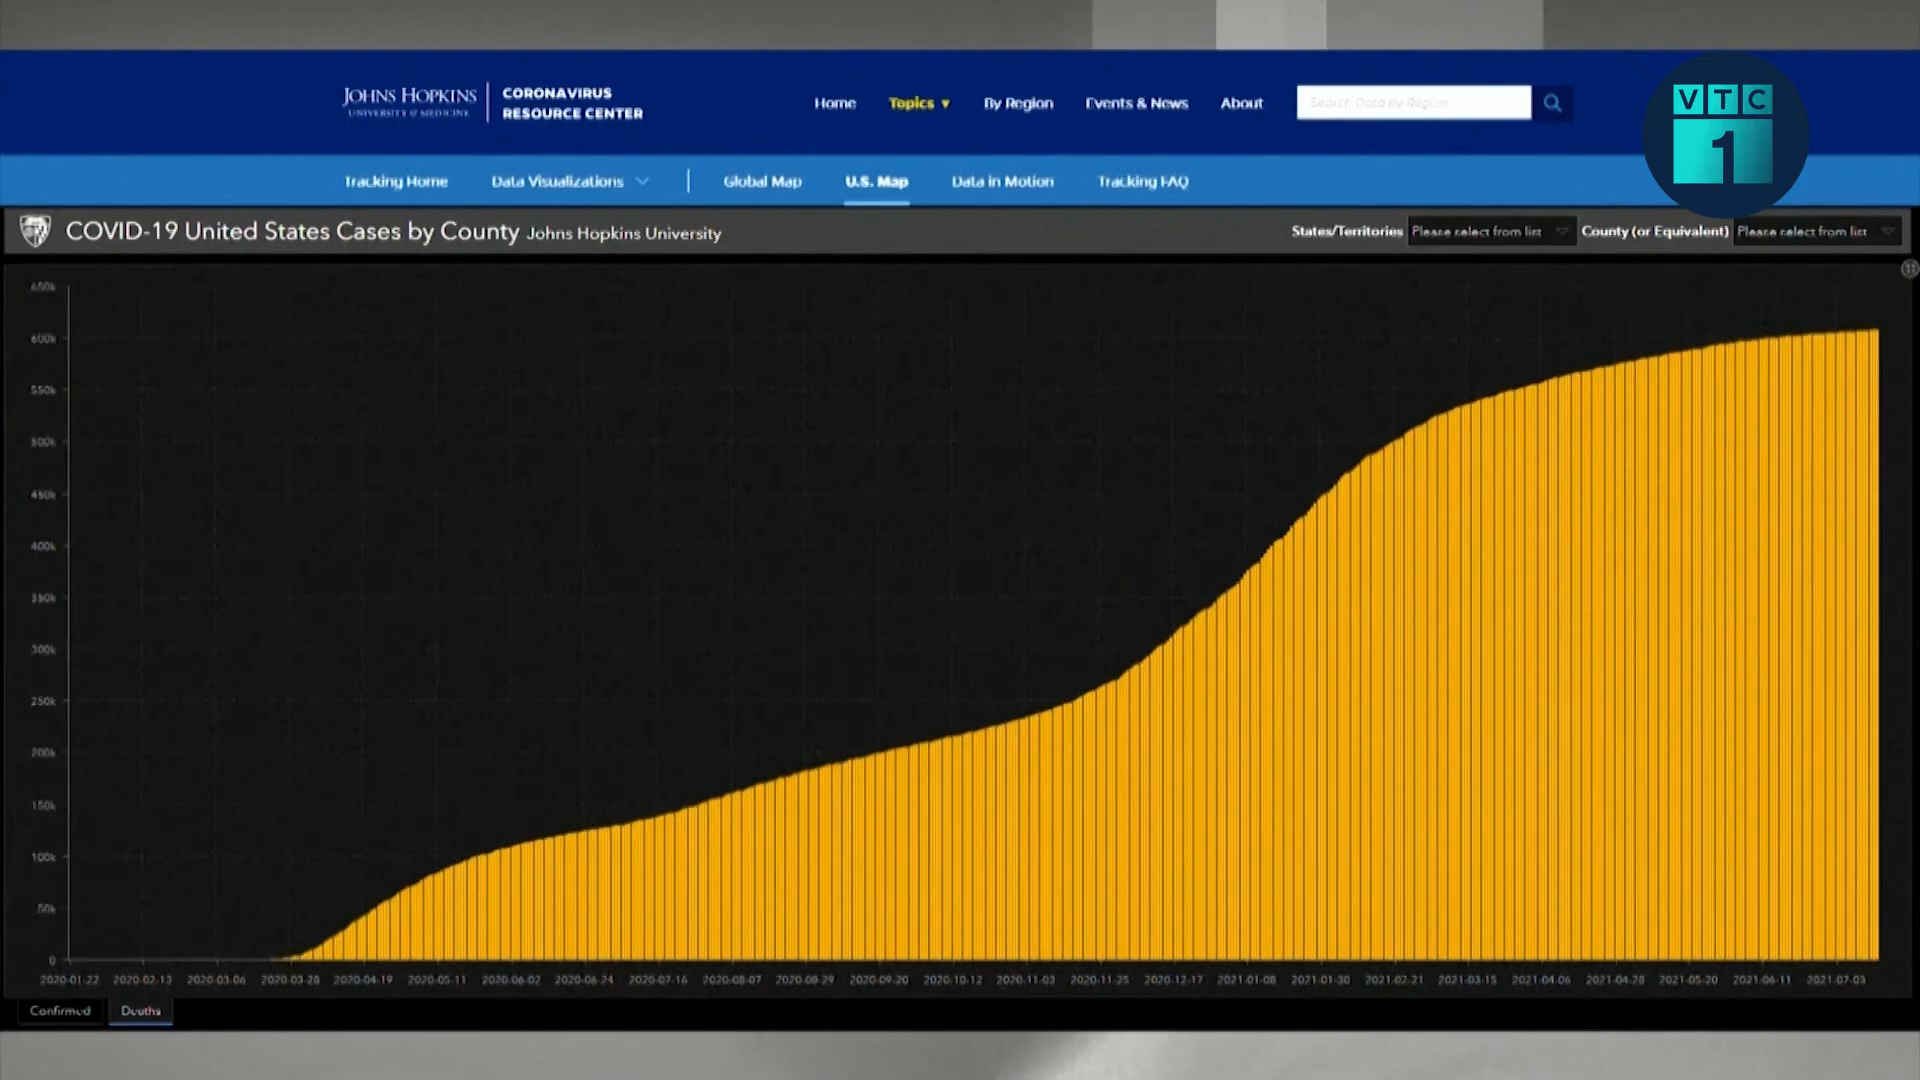 JOHNS HOPKINS
UNIVERSITY & MEDICINE
CORONAVIRUS
RESOURCE CENTER
Home
Topics ▼
By Region
Events & News
About
Search Data by Region
VTC
1
Tracking Home
Data Visualizations
Global Map
U.S. Map
Data in Motion
Tracking FAQ
COVID-19 United States Cases by County Johns Hopkins University
States/Territories
Please select from list
County (or Equivalent)
Please select from list
650k
600k
550k
500k
450k
400k
350k
300k
250k
200k
150k
100k
50k
0
2020-01-22
2020-02-13
2020-03-06
2020-03-28
2020-04-19
2020-05-11
2020-06-02
2020-06-24
2020-07-16
2020-08-07
2020-08-29
2020-09-20
2020-10-12
2020-11-03
2020-11-25
2020-12-17
2021-01-08
2021-01-30
2021-02-21
2021-03-15
2021-04-06
2021-04-28
2021-05-20
2021-06-11
2021-07-03
Confirmed
Deaths